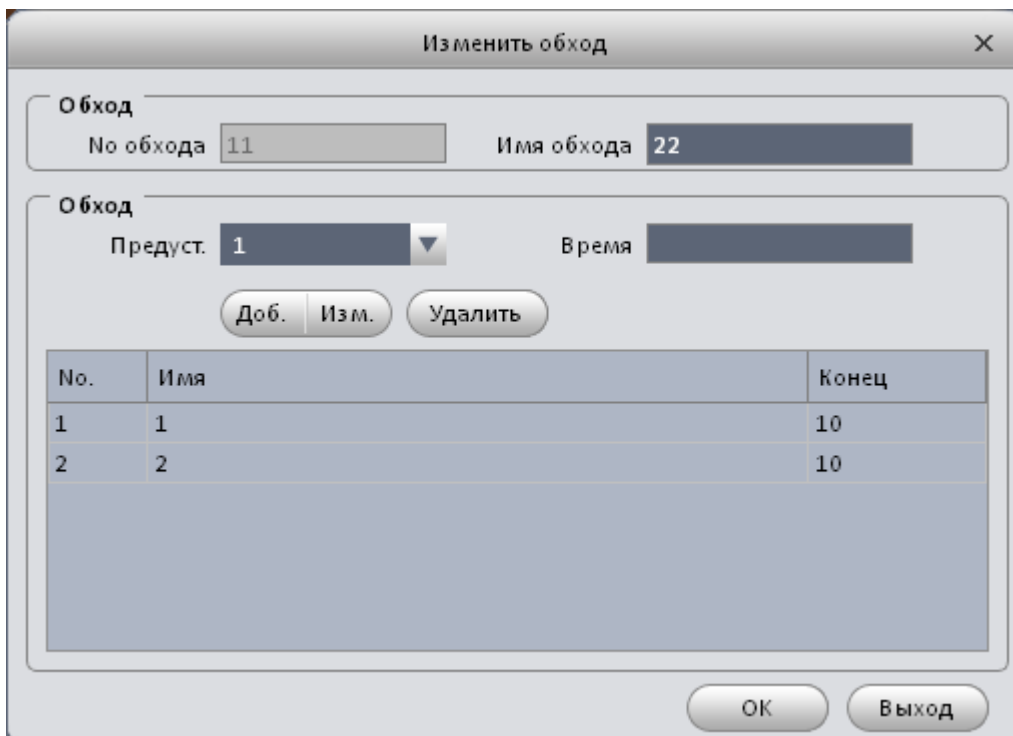 Изменить обход
Обход
No обхода 11 Имя обхода 22
Обход
Предуст. 1 Время
Доб. Изм. Удалить
No. Имя Конец
1 1 10
2 2 10
OK Выход